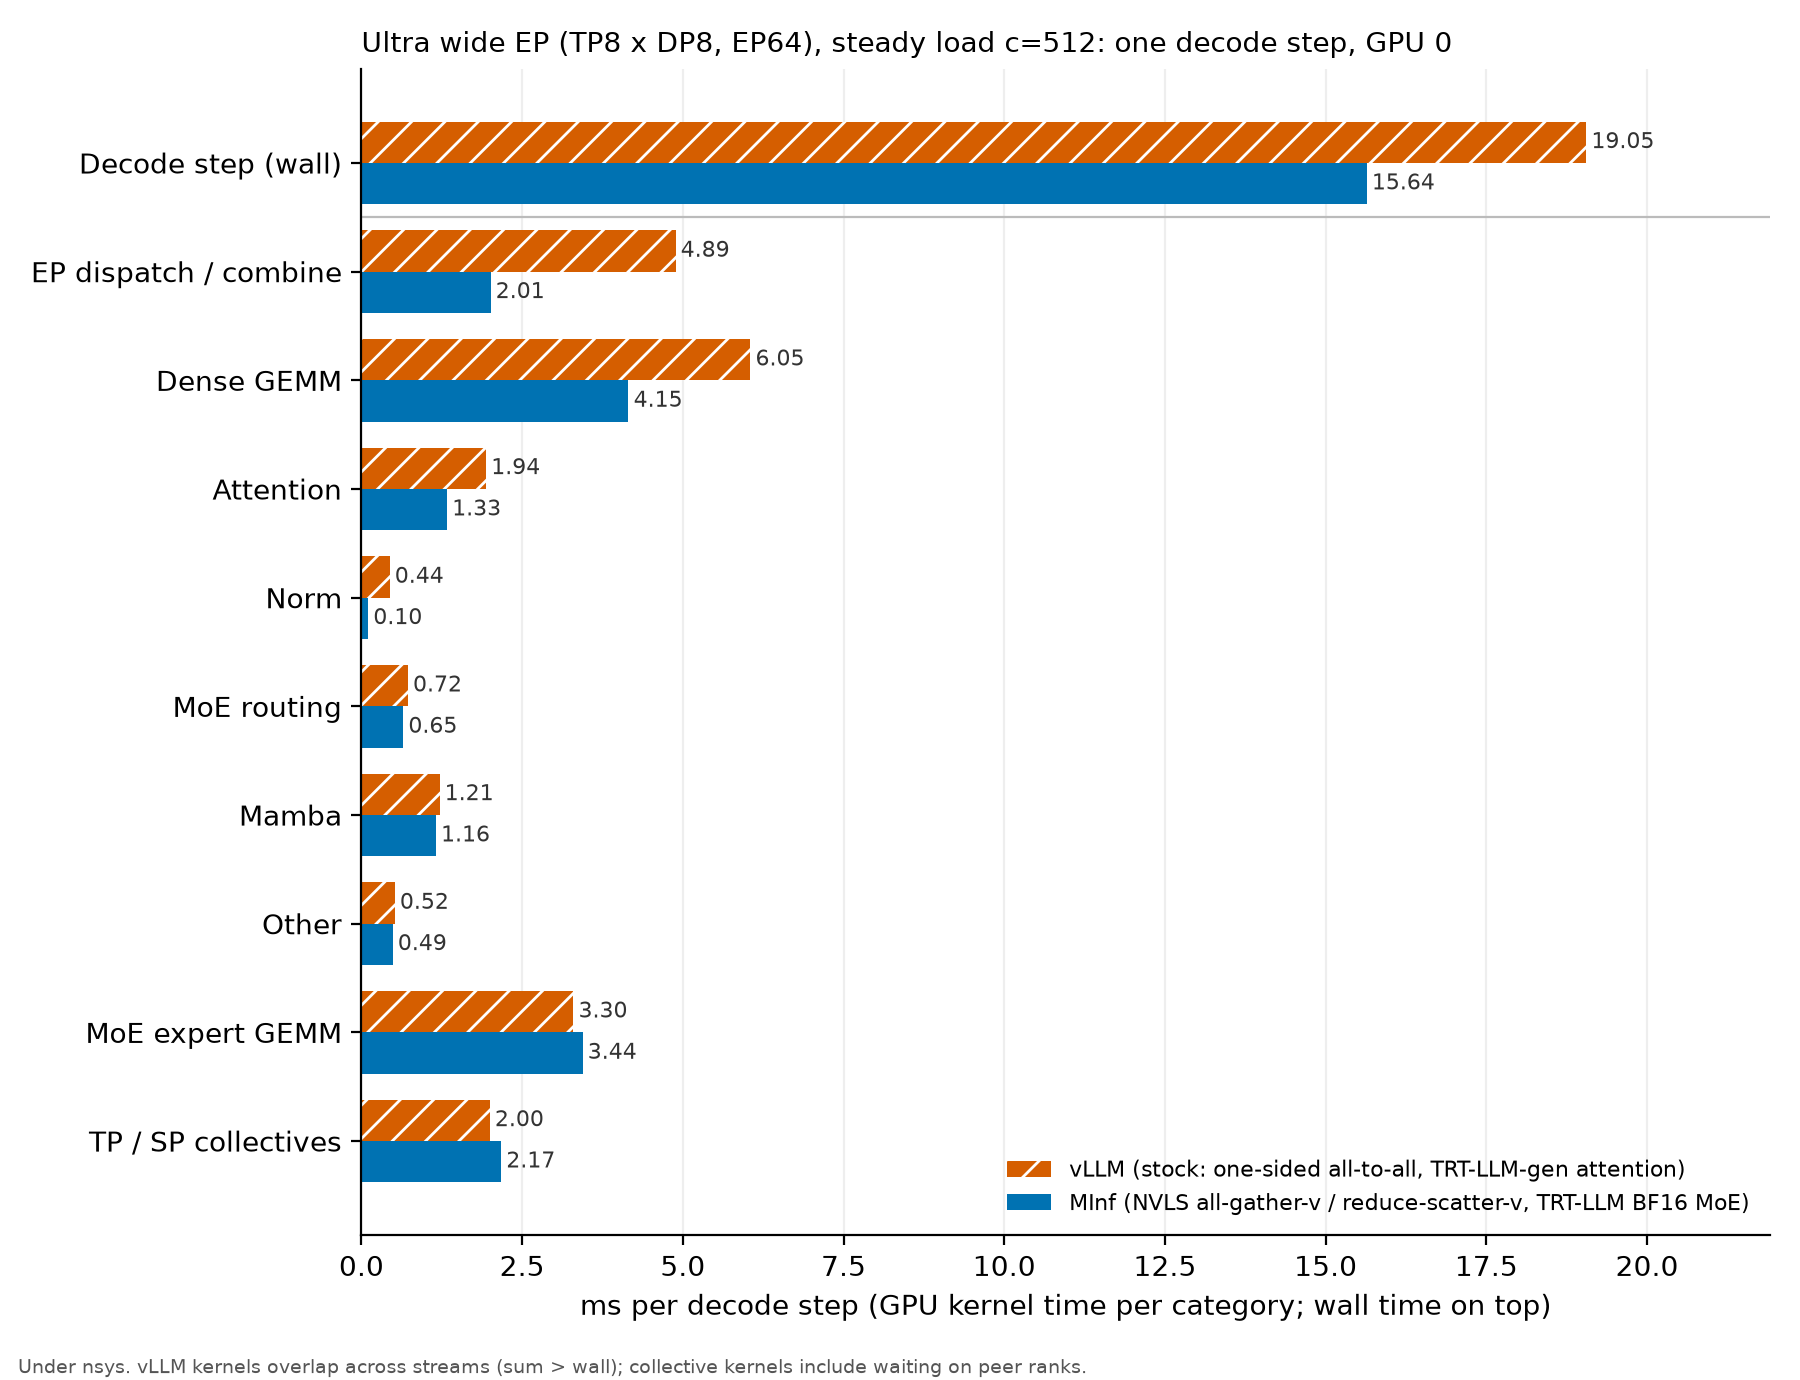 Ultra wide EP (TP8 x DP8, EP64), steady load c=512: one decode step, GPU 0
Decode step (wall)
19.05
15.64
EP dispatch / combine
4.89
2.01
Dense GEMM
6.05
4.15
Attention
1.94
1.33
Norm
0.44
0.10
MoE routing
0.72
0.65
Mamba
1.21
1.16
Other
0.52
0.49
MoE expert GEMM
3.30
3.44
TP / SP collectives
2.00
2.17
vLLM (stock: one-sided all-to-all, TRT-LLM-gen attention)
MInf (NVLS all-gather-v / reduce-scatter-v, TRT-LLM BF16 MoE)
0.0 2.5 5.0 7.5 10.0 12.5 15.0 17.5 20.0
ms per decode step (GPU kernel time per category; wall time on top)
Under nsys. vLLM kernels overlap across streams (sum > wall); collective kernels include waiting on peer ranks.